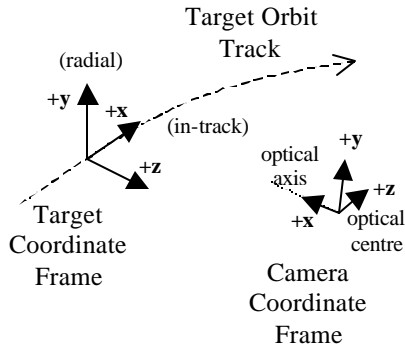 Target Orbit
Track
(radial)
+y
+x
(in-track)
+z
Target
Coordinate
Frame
optical
axis
+y
+z
+x
optical
centre
Camera
Coordinate
Frame